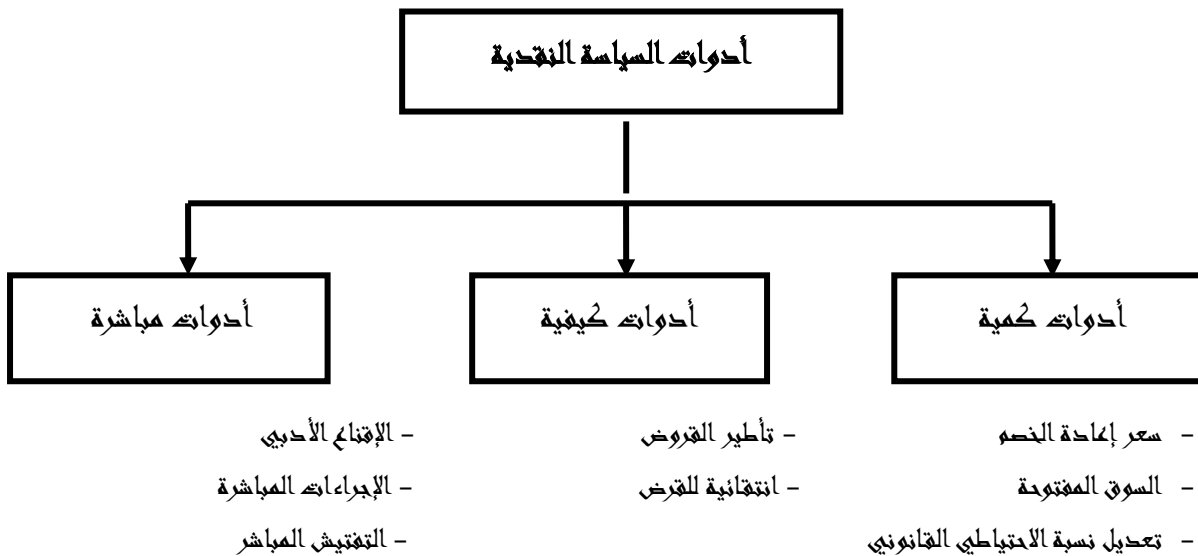 أدوات السياسة النقدية
أدوات كمية
أدوات كيفية
أدوات مباشرة
- سعر إعادة الخصم
- السوق المفتوحة
- تعديل نسبة الاحتياطي القانوني
- تأطير القروض
- انتقائية للقرض
- الإقناع الأدبي
- الإجراءات المباشرة
- التفتيش المباشر